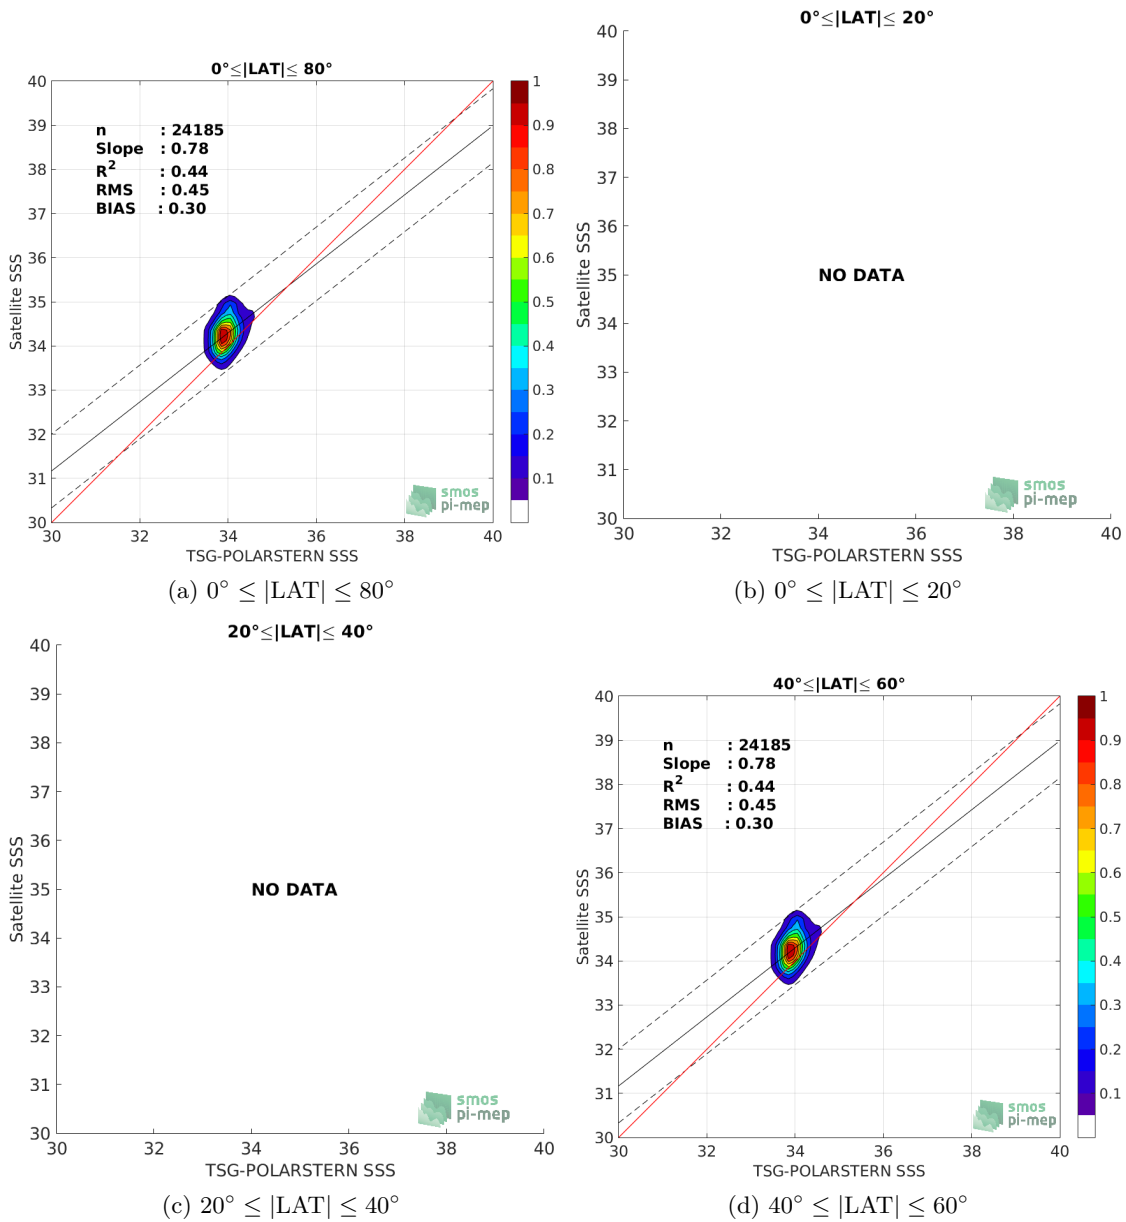 0°≤|LAT|≤ 80°
40
39
38
37
36
35
34
33
32
31
30
Satellite SSS
n : 24185
Slope : 0.78
R² : 0.44
RMS : 0.45
BIAS : 0.30
smos
pi-mep
30 32 34 36 38 40
TSG-POLARSTERN SSS
1
0.9
0.8
0.7
0.6
0.5
0.4
0.3
0.2
0.1
(a) 0° ≤ |LAT| ≤ 80°
0°≤|LAT|≤ 20°
40
39
38
37
36
35
34
33
32
31
30
Satellite SSS
NO DATA
smos
pi-mep
30 32 34 36 38 40
TSG-POLARSTERN SSS
(b) 0° ≤ |LAT| ≤ 20°
20°≤|LAT|≤ 40°
40
39
38
37
36
35
34
33
32
31
30
Satellite SSS
NO DATA
smos
pi-mep
30 32 34 36 38 40
TSG-POLARSTERN SSS
(c) 20° ≤ |LAT| ≤ 40°
40°≤|LAT|≤ 60°
40
39
38
37
36
35
34
33
32
31
30
Satellite SSS
n : 24185
Slope : 0.78
R² : 0.44
RMS : 0.45
BIAS : 0.30
smos
pi-mep
30 32 34 36 38 40
TSG-POLARSTERN SSS
1
0.9
0.8
0.7
0.6
0.5
0.4
0.3
0.2
0.1
(d) 40° ≤ |LAT| ≤ 60°